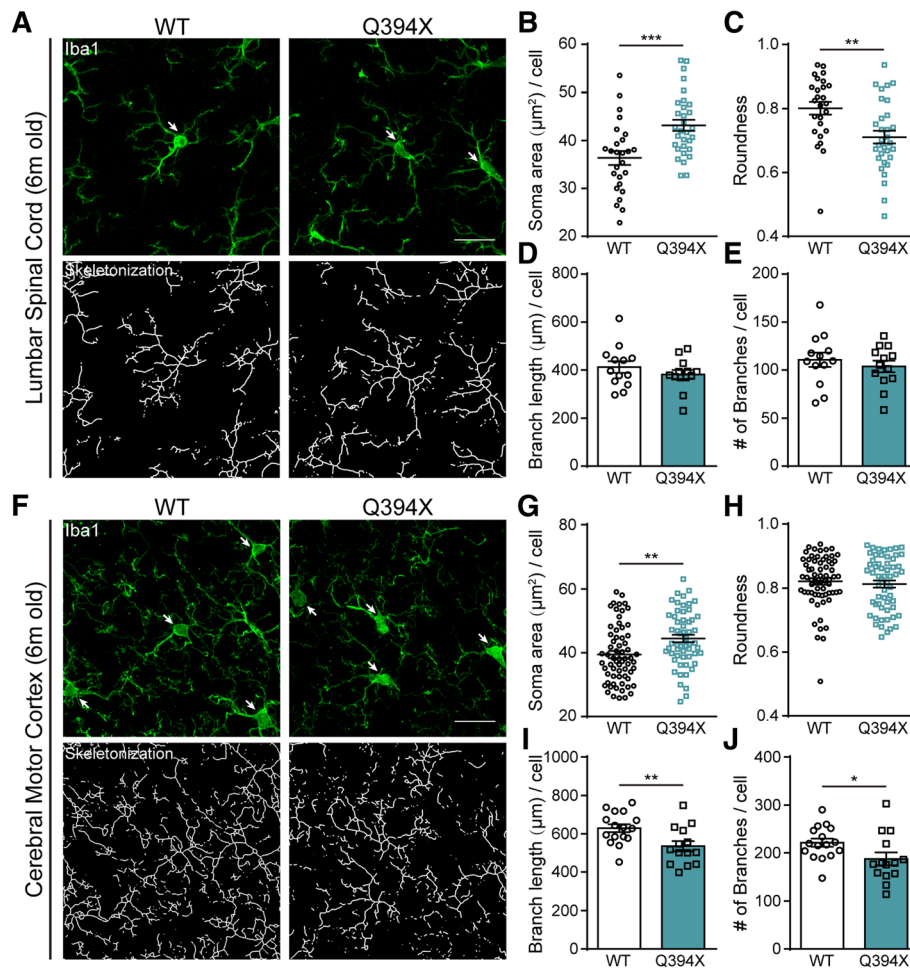 A
WT
Q394X
Iba1
Lumbar Spinal Cord (6m old)
Skeletonization
B
Soma area (µm²) / cell
60
50
40
30
20
***
WT
Q394X
C
Roundness
1.0
0.8
0.6
0.4
**
WT
Q394X
D
Branch length (µm) / cell
800
600
400
200
0
WT
Q394X
E
# of Branches / cell
200
150
100
50
0
WT
Q394X
F
WT
Q394X
Iba1
Cerebral Motor Cortex (6m old)
Skeletonization
G
Soma area (µm²) / cell
80
60
40
20
**
WT
Q394X
H
Roundness
1.0
0.8
0.6
0.4
WT
Q394X
I
Branch length (µm) / cell
1000
800
600
400
200
0
**
WT
Q394X
J
# of Branches / cell
400
300
200
100
0
*
WT
Q394X